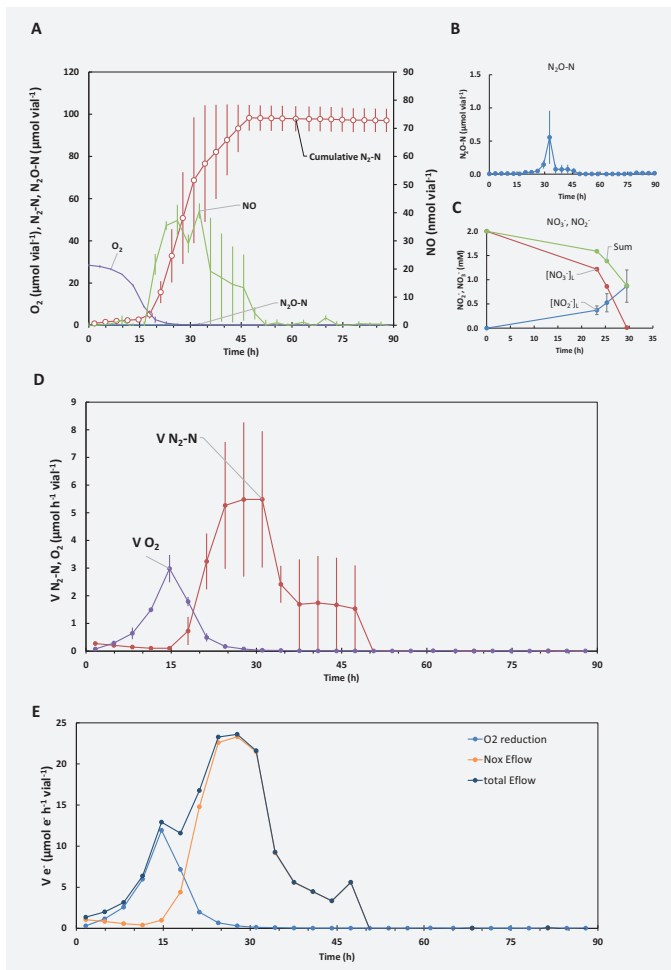 A
O₂ (μmol vial⁻¹), N₂-N, N₂O-N (μmol vial⁻¹)
120
100
80
60
40
20
0
90
80
70
60
50
40
30
20
10
0
NO (nmol vial⁻¹)
Cumulative N₂-N
NO
O₂
N₂O-N
0 15 30 45 60 75 90
Time (h)
B
N₂O-N
N₂O-N (μmol vial⁻¹)
1.5
1.0
0.5
0.0
0 15 30 45 60 75 90
Time (h)
C
NO₃⁻, NO₂⁻
NO₂⁻, NO₃⁻ (mM)
2.0
1.5
1.0
0.5
0.0
Sum
[NO₃⁻]L
[NO₂⁻]L
0 5 10 15 20 25 30 35
Time (h)
D
V N₂-N, O₂ (μmol h⁻¹ vial⁻¹)
9
8
7
6
5
4
3
2
1
0
V N₂-N
V O₂
0 15 30 45 60 75 90
Time (h)
E
V e⁻ (μmol e⁻ h⁻¹ vial⁻¹)
25
20
15
10
5
0
O2 reduction
Nox Eflow
total Eflow
0 15 30 45 60 75 90
Time (h)